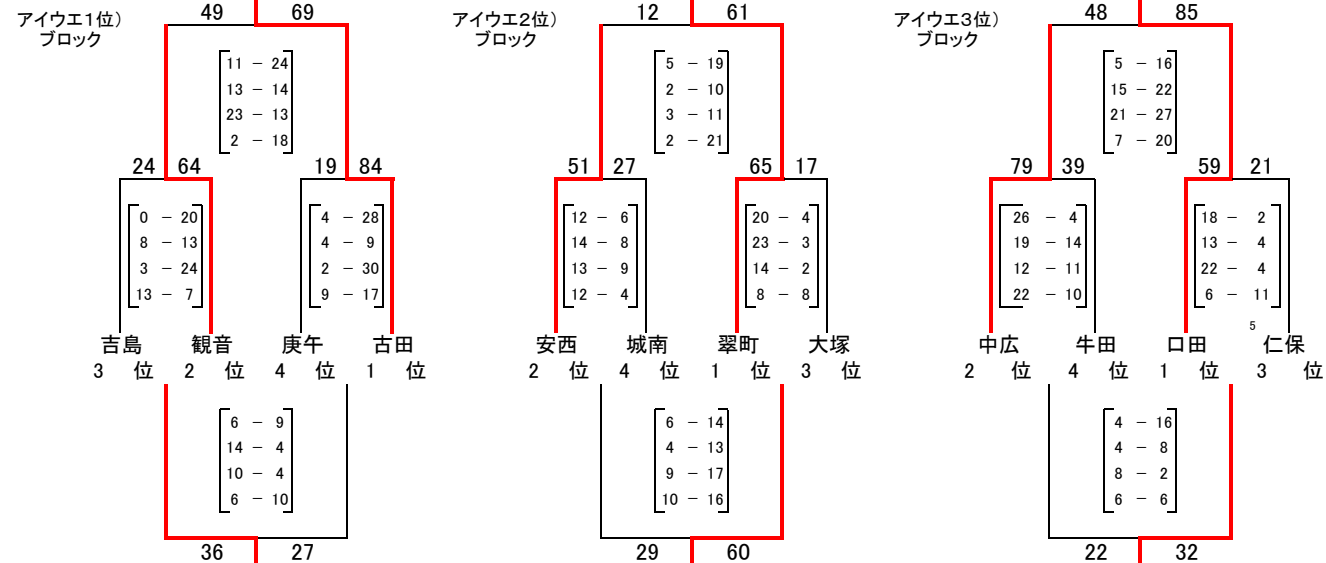 アイウエ1位)
ブロック
49 69
11 － 24
13 － 14
23 － 13
2 － 18
24 64
0 － 20
8 － 13
3 － 24
13 － 7
19 84
4 － 28
4 － 9
2 － 30
9 － 17
吉島 観音 庚午 古田
3 位 2 位 4 位 1 位
6 － 9
14 － 4
10 － 4
6 － 10
36 27
アイウエ2位)
ブロック
12 61
5 － 19
2 － 10
3 － 11
2 － 21
51 27
12 － 6
14 － 8
13 － 9
12 － 4
65 17
20 － 4
23 － 3
14 － 2
8 － 8
安西 城南 翠町 大塚
2 位 4 位 1 位 3 位
6 － 14
4 － 13
9 － 17
10 － 16
29 60
アイウエ3位)
ブロック
48 85
5 － 16
15 － 22
21 － 27
7 － 20
79 39
26 － 4
19 － 14
12 － 11
22 － 10
59 21
18 － 2
13 － 4
22 － 4
6 － 11
5
中広 牛田 口田 仁保
2 位 4 位 1 位 3 位
4 － 16
4 － 8
8 － 2
6 － 6
22 32